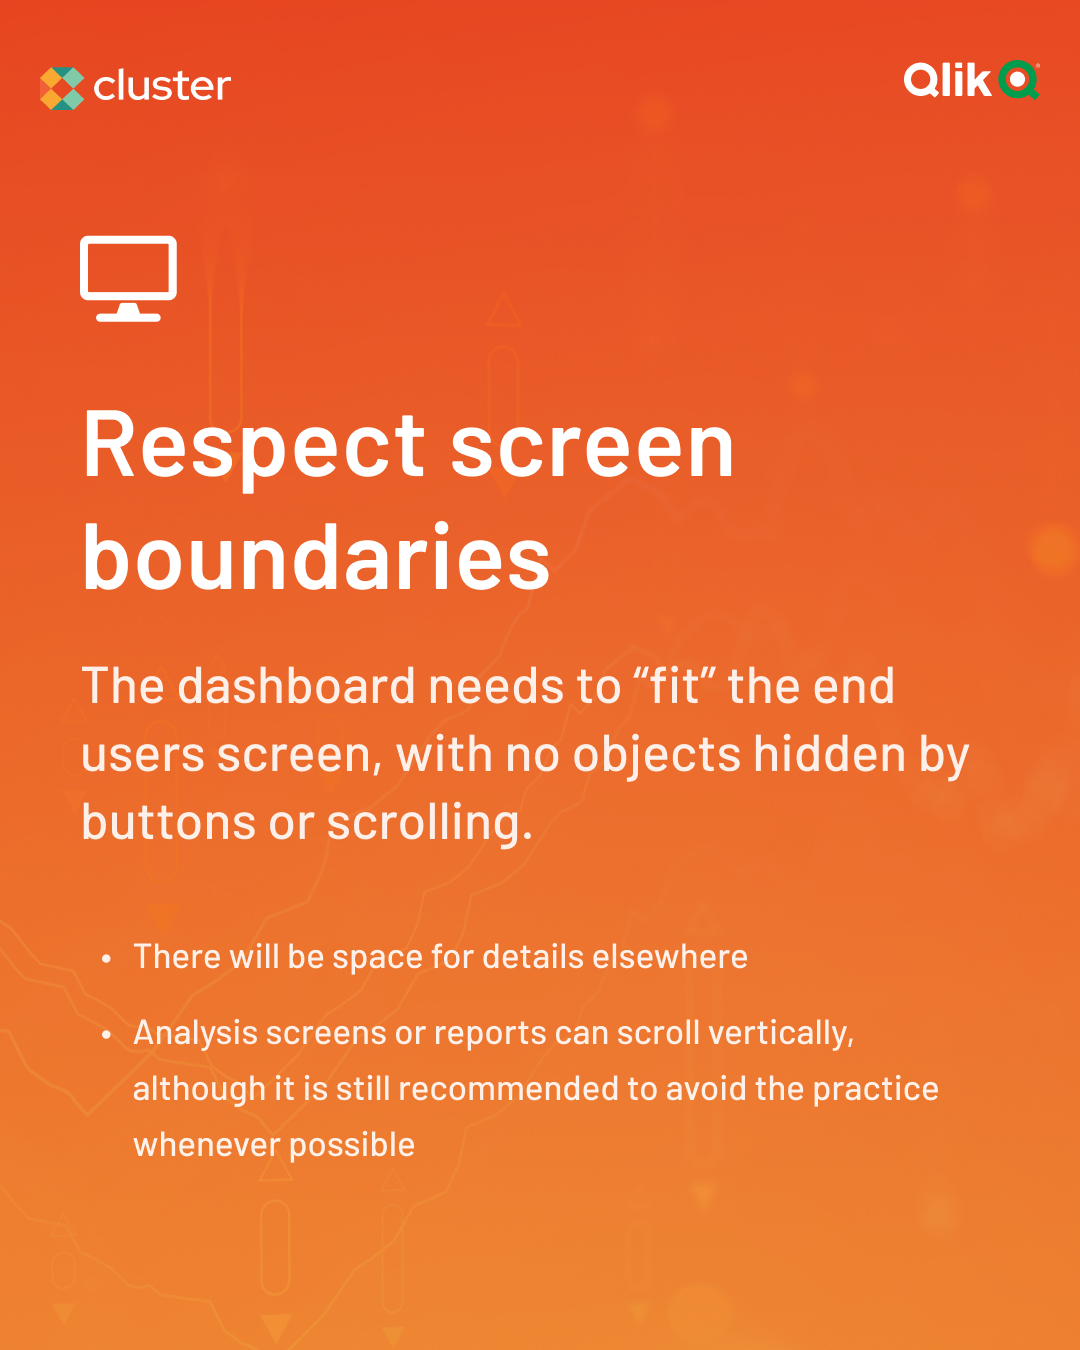 cluster
Qlik
Respect screen
boundaries
The dashboard needs to “fit” the end
users screen, with no objects hidden by
buttons or scrolling.
• There will be space for details elsewhere
• Analysis screens or reports can scroll vertically,
although it is still recommended to avoid the practice
whenever possible